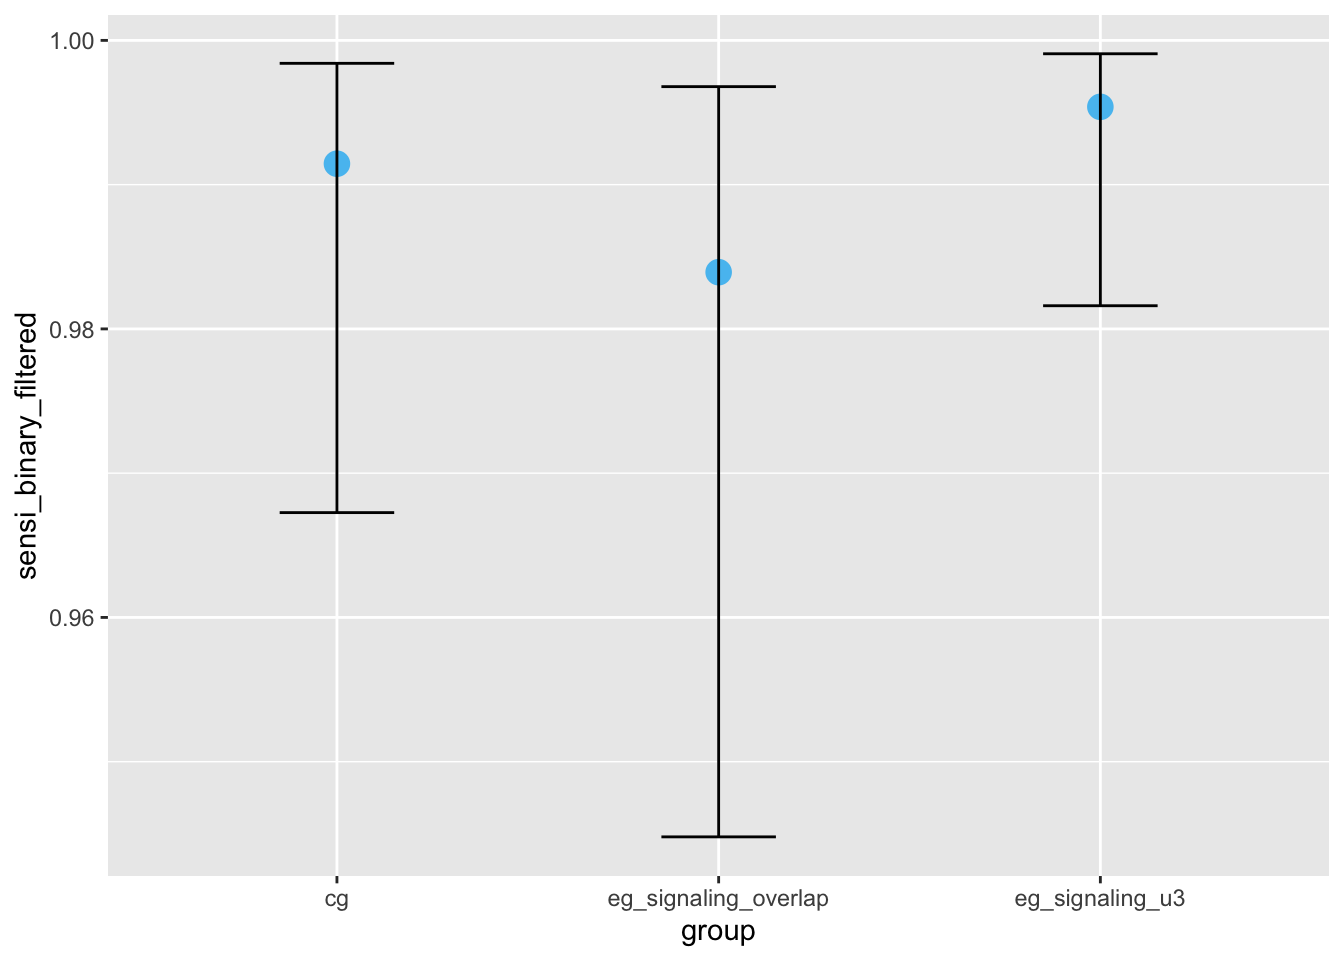 1.00
0.98
0.96
sensi_binary_filtered
cg
eg_signaling_overlap
eg_signaling_u3
group